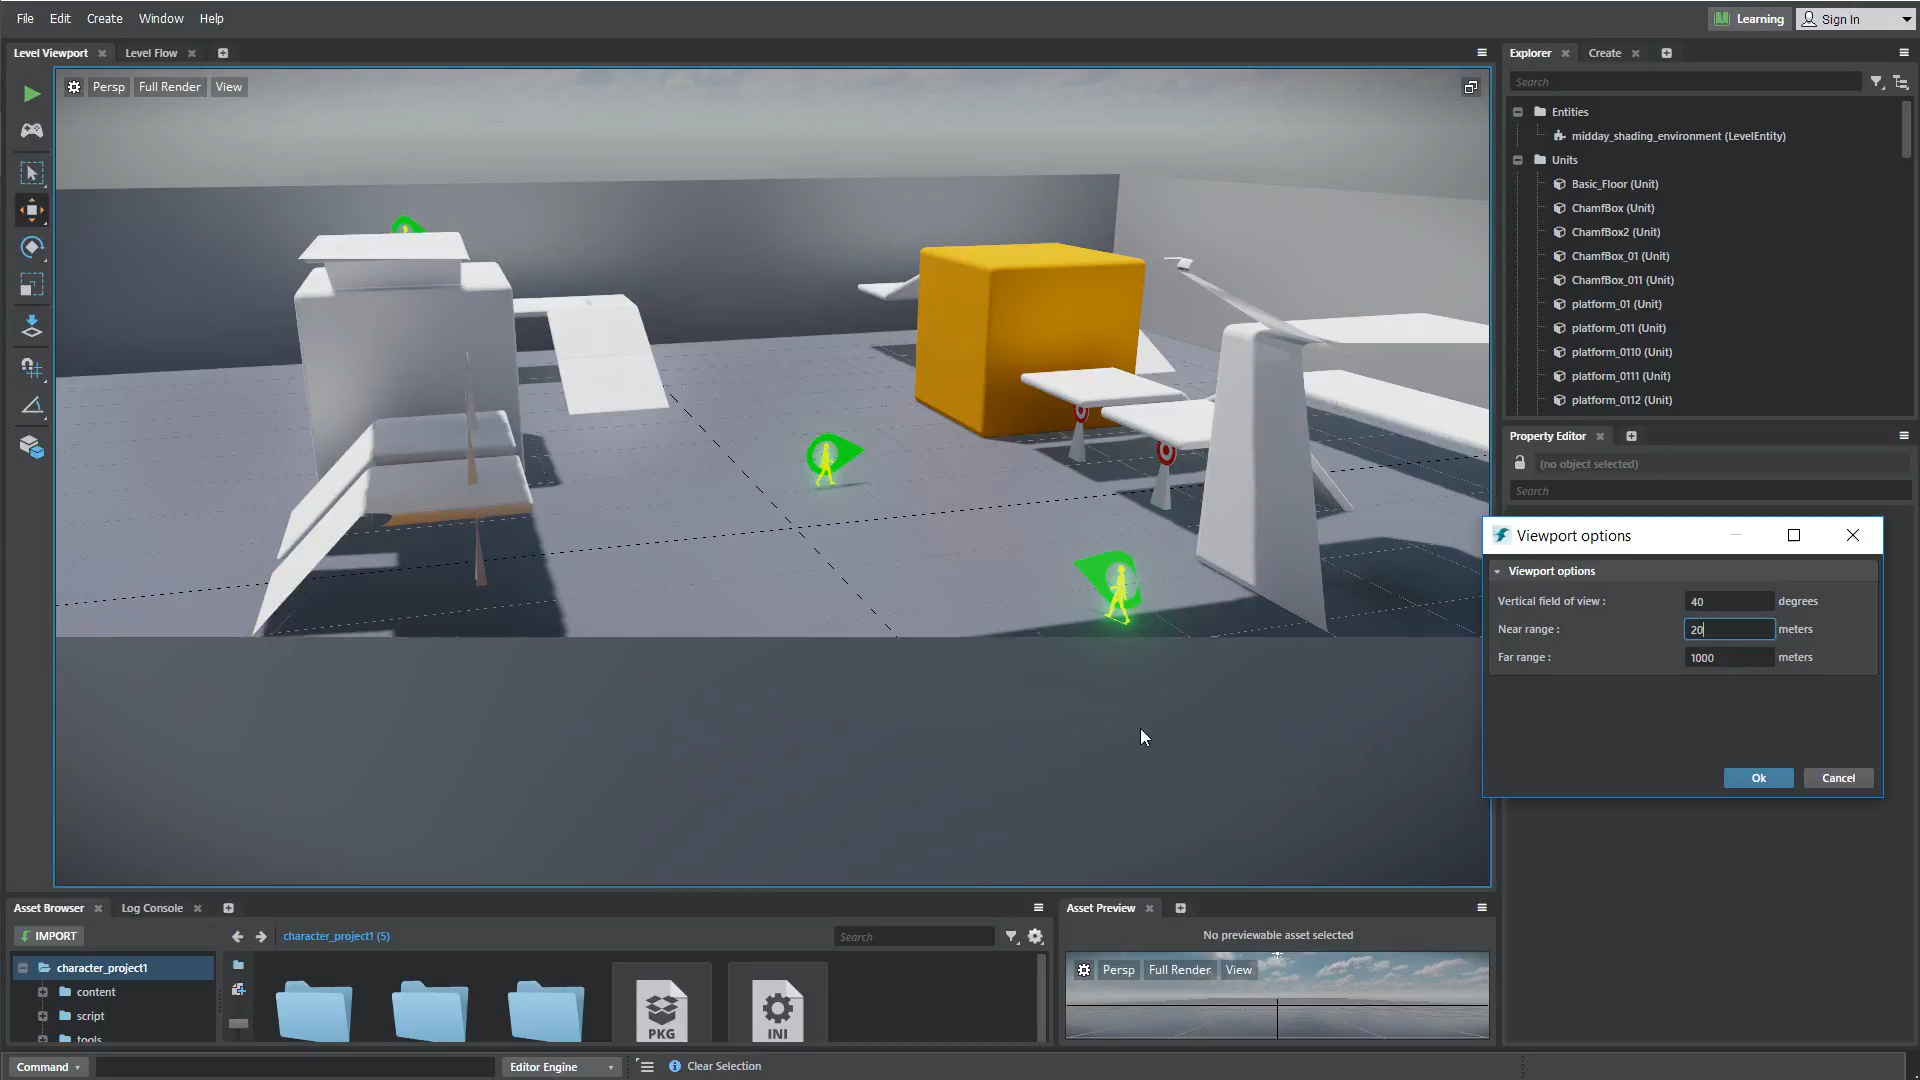 File Edit Create Window Help
Learning Sign In
Level Viewport Level Flow
Explorer Create
Persp Full Render View
Search
Entities
midday_shading_environment (LevelEntity)
Units
Basic_Floor (Unit)
ChamfBox (Unit)
ChamfBox2 (Unit)
ChamfBox_01 (Unit)
ChamfBox_011 (Unit)
platform_01 (Unit)
platform_011 (Unit)
platform_0110 (Unit)
platform_0111 (Unit)
platform_0112 (Unit)
Property Editor
(no object selected)
Search
Viewport options
Viewport options
Vertical field of view : 40 degrees
Near range : 20 meters
Far range : 1000 meters
Ok Cancel
Asset Browser Log Console
IMPORT
character_project1 (5)
Search
character_project1
content
script
tools
PKG
INI
Asset Preview
No previewable asset selected
Persp Full Render View
Command
Editor Engine
Clear Selection